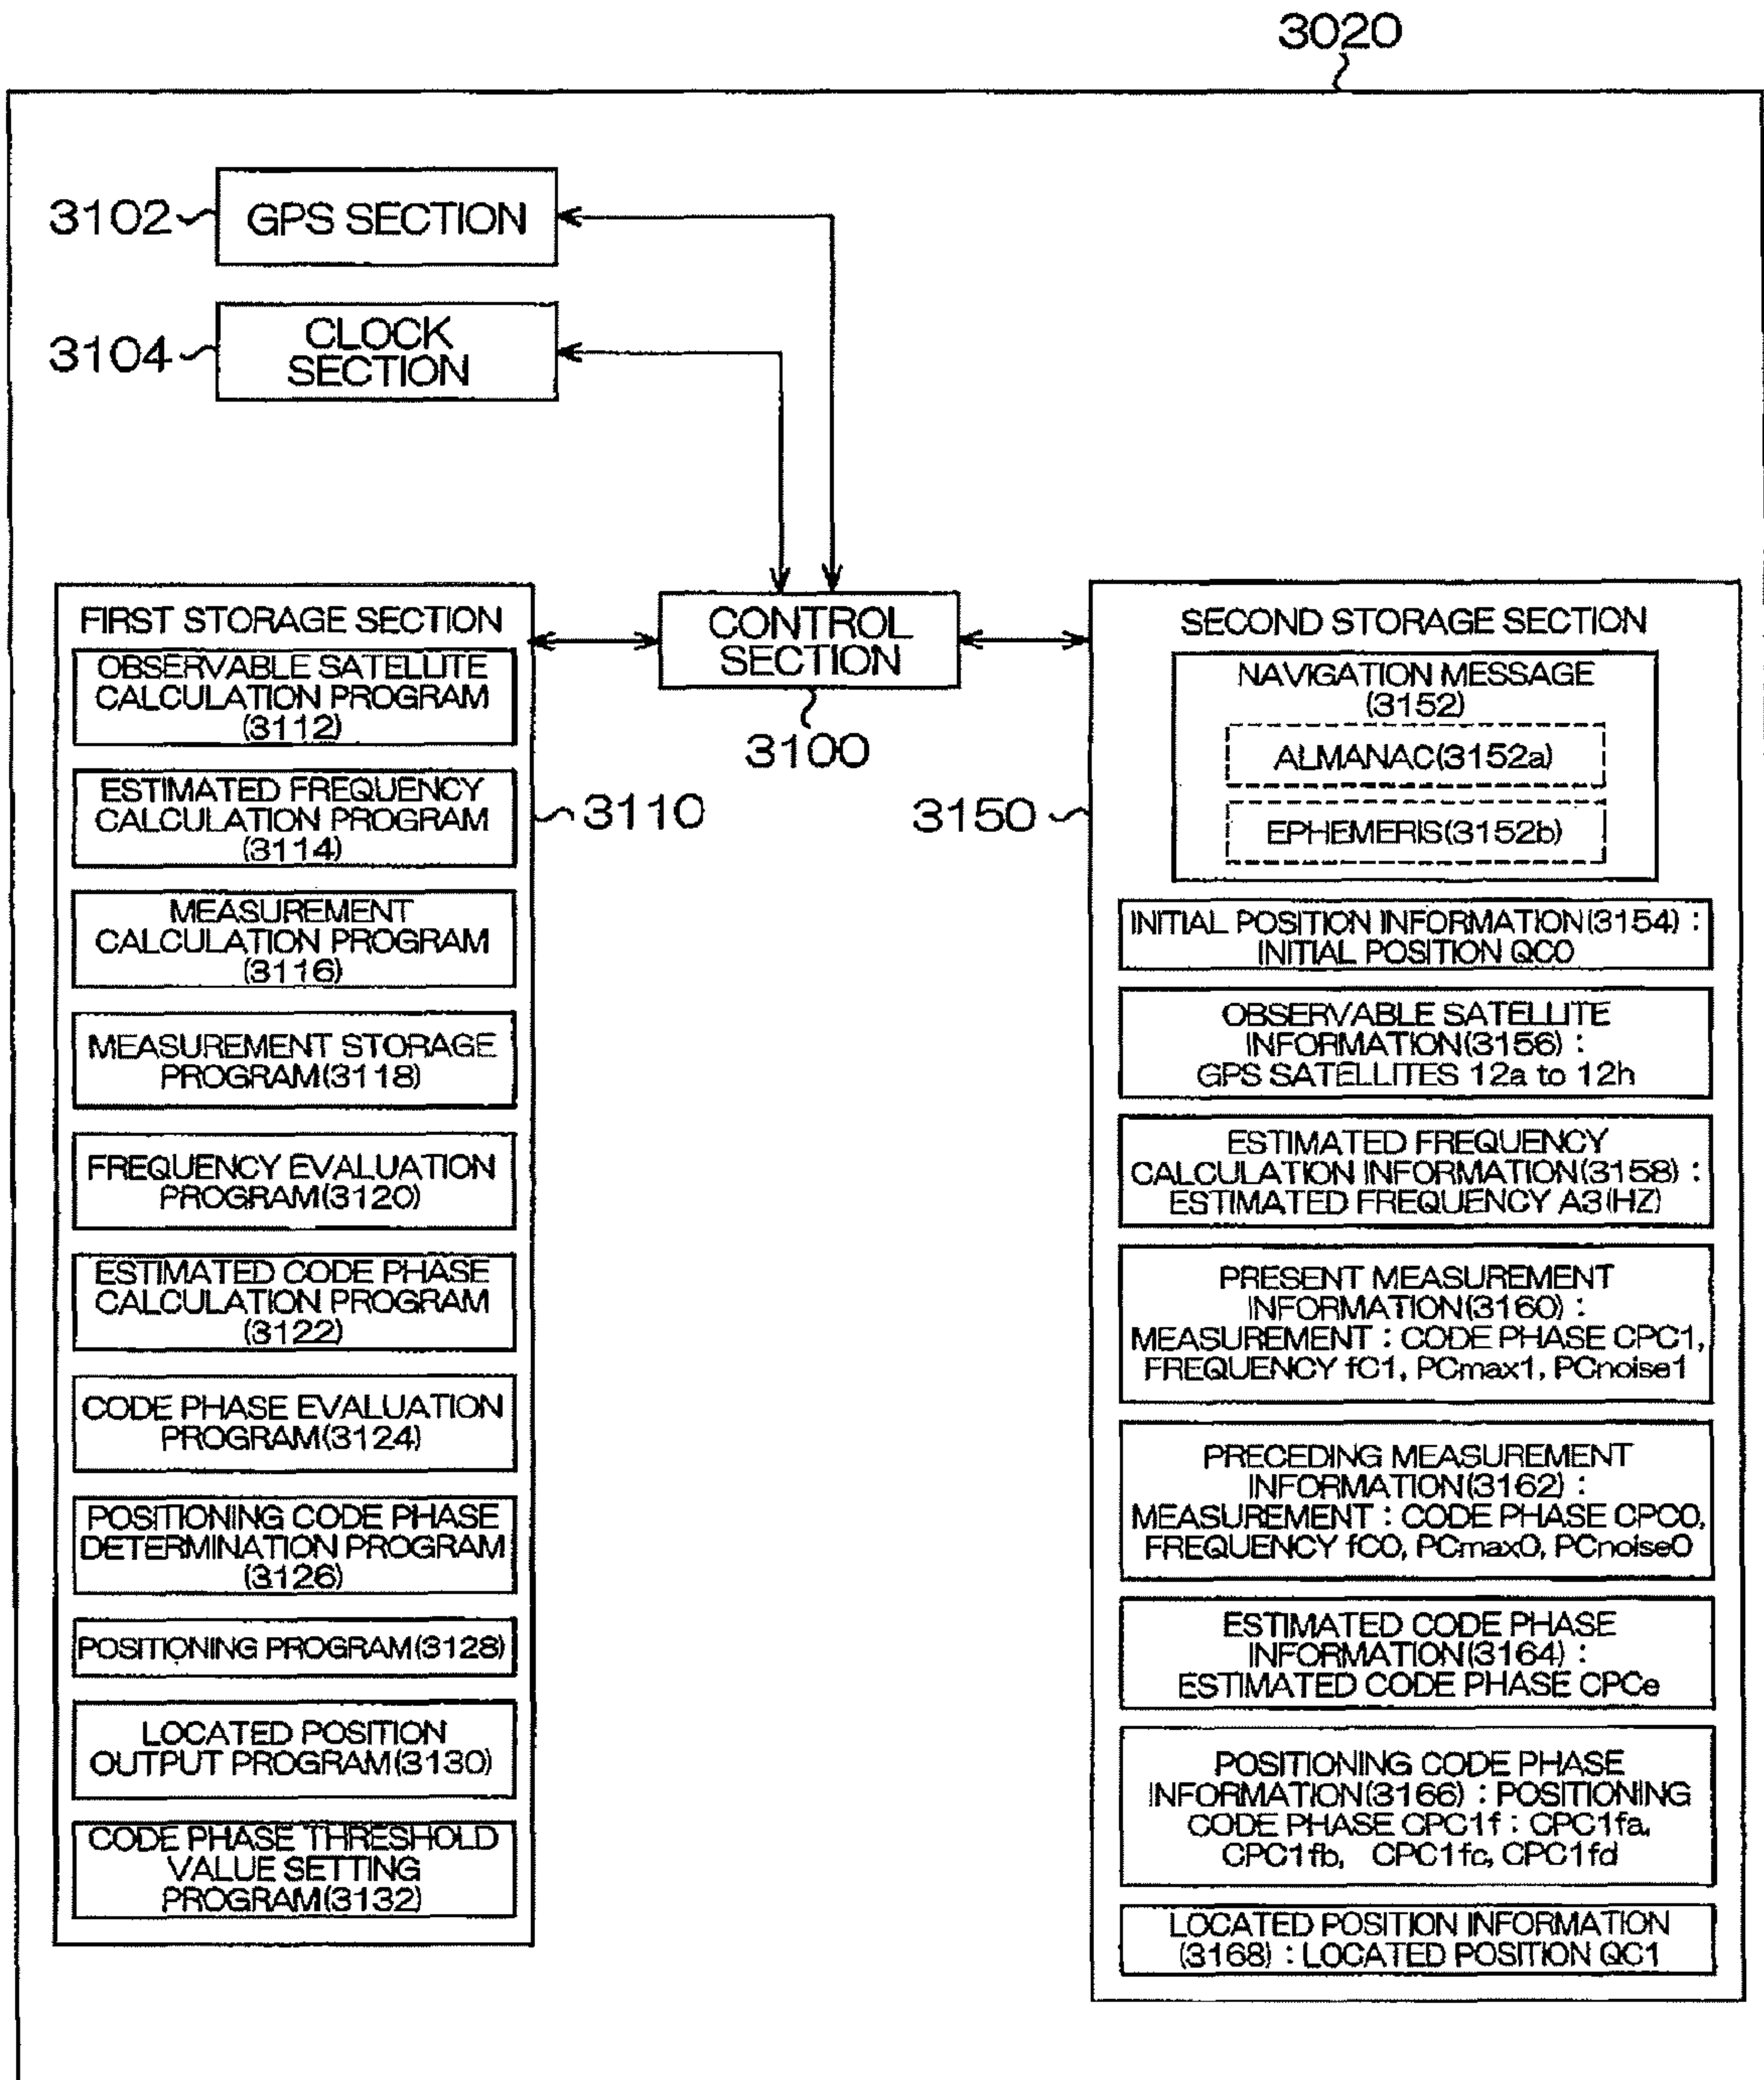 3020
3102
GPS SECTION
3104
CLOCK
SECTION
CONTROL
SECTION
3100
FIRST STORAGE SECTION
OBSERVABLE SATELLITE
CALCULATION PROGRAM
(3112)
ESTIMATED FREQUENCY
CALCULATION PROGRAM
(3114)
3110
MEASUREMENT
CALCULATION PROGRAM
(3116)
MEASUREMENT STORAGE
PROGRAM(3118)
FREQUENCY EVALUATION
PROGRAM(3120)
ESTIMATED CODE PHASE
CALCULATION PROGRAM
(3122)
CODE PHASE EVALUATION
PROGRAM(3124)
POSITIONING CODE PHASE
DETERMINATION PROGRAM
(3126)
POSITIONING PROGRAM(3128)
LOCATED POSITION
OUTPUT PROGRAM(3130)
CODE PHASE THRESHOLD
VALUE SETTING
PROGRAM(3132)
3150
SECOND STORAGE SECTION
NAVIGATION MESSAGE
(3152)
ALMANAC(3152a)
EPHEMERIS(3152b)
INITIAL POSITION INFORMATION(3154) :
INITIAL POSITION QC0
OBSERVABLE SATELLITE
INFORMATION(3156) :
GPS SATELLITES 12a to 12h
ESTIMATED FREQUENCY
CALCULATION INFORMATION(3158) :
ESTIMATED FREQUENCY A3(HZ)
PRESENT MEASUREMENT
INFORMATION(3160) :
MEASUREMENT : CODE PHASE CPC1,
FREQUENCY fC1, PCmax1, PCnoise1
PRECEDING MEASUREMENT
INFORMATION(3162) :
MEASUREMENT : CODE PHASE CPC0,
FREQUENCY fC0, PCmax0, PCnoise0
ESTIMATED CODE PHASE
INFORMATION(3164) :
ESTIMATED CODE PHASE CPCe
POSITIONING CODE PHASE
INFORMATION(3166) : POSITIONING
CODE PHASE CPC1f : CPC1fa,
CPC1fb, CPC1fc, CPC1fd
LOCATED POSITION INFORMATION
(3168) : LOCATED POSITION QC1